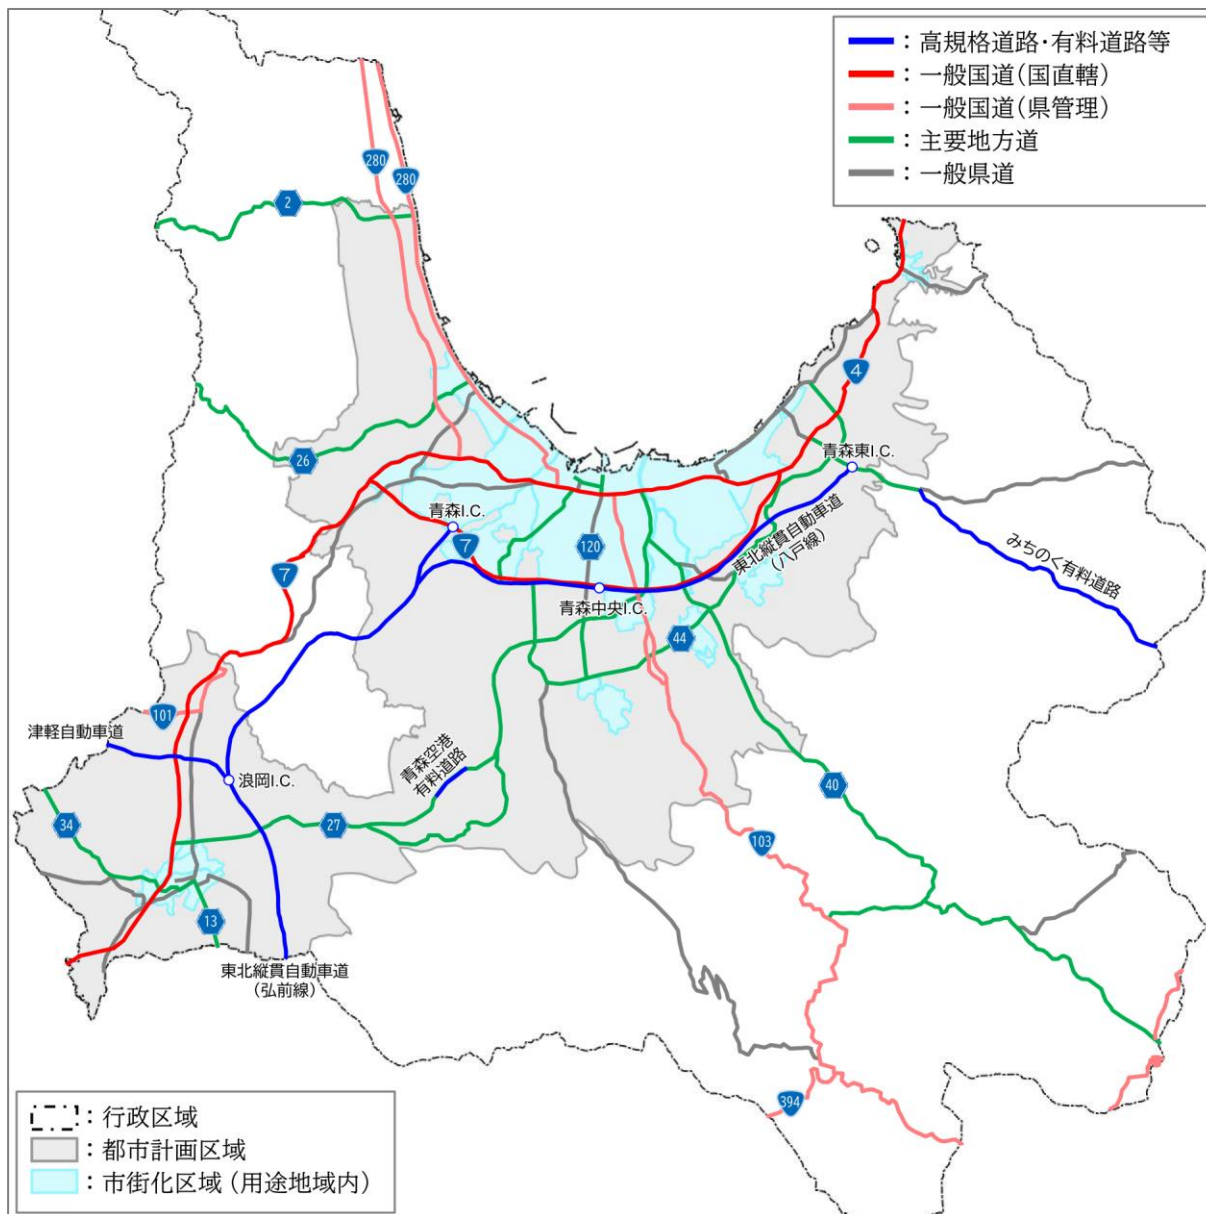 ：高規格道路・有料道路等
：一般国道（国直轄）
：一般国道（県管理）
：主要地方道
：一般県道
280
280
2
4
青森東I.C.
26
青森I.C.
7
120
東北縦貫自動車道
（八戸線）
みちのく有料道路
7
青森中央I.C.
44
101
津軽自動車道
浪岡I.C.
青森空港
有料道路
40
34
27
103
13
東北縦貫自動車道
（弘前線）
394
：行政区域
：都市計画区域
：市街化区域（用途地域内）